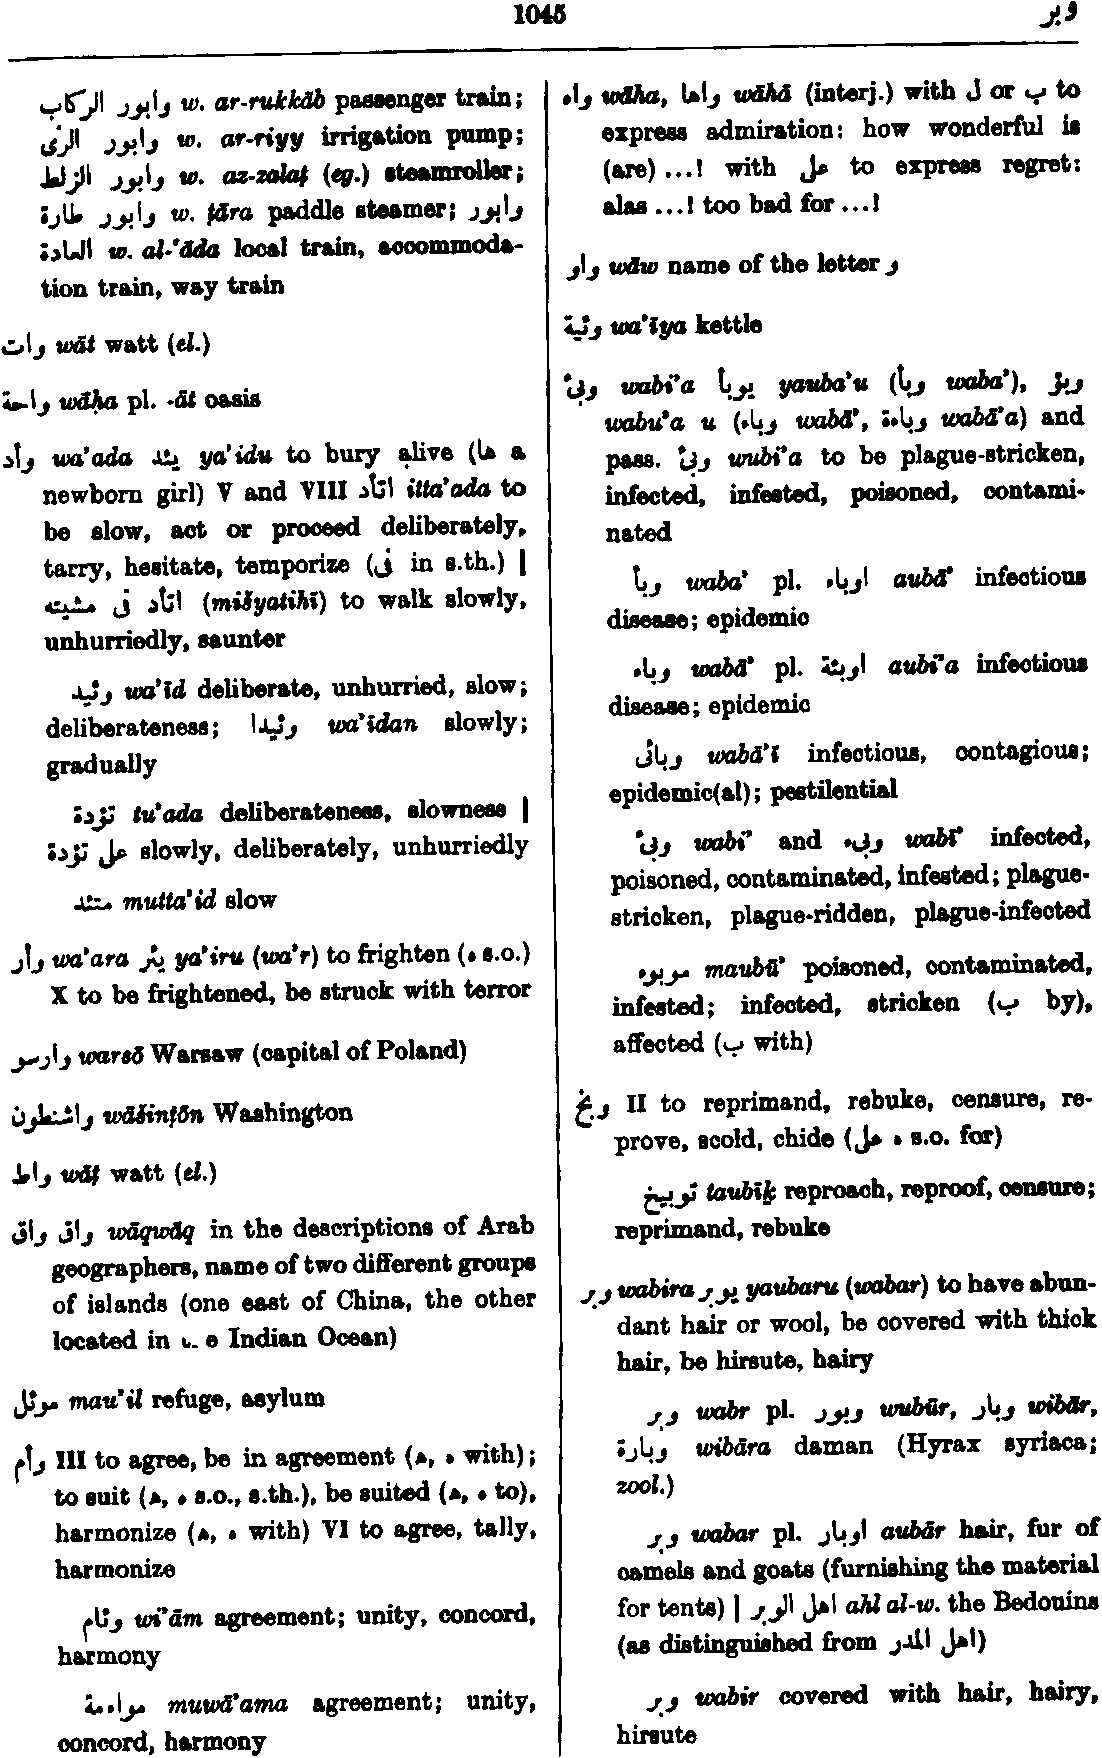 1045
وبر
وابور الركاب w. ar-rukkāb passenger train;
وابور الرى w. ar-riyy irrigation pump;
وابور الزلط w. az-zalaṭ (eg.) steamroller;
وابور طارة w. ṭāra paddle steamer; وابور
العادة w. al-‘āda local train, accommoda-
tion train, way train
وات wāt watt (el.)
واحة wāḥa pl. -āt oasis
وأد wa’ada يئد ya’idu to bury alive (ها a
newborn girl) V and VIII اتأد itta’ada to
be slow, act or proceed deliberately,
tarry, hesitate, temporize (فى in s.th.) |
اتأد فى مشيته (mišyatihī) to walk slowly,
unhurriedly, saunter
وئيد wa’īd deliberate, unhurried, slow;
deliberateness; وئيدا wa’īdan slowly;
gradually
تؤدة tu’ada deliberateness, slowness |
على تؤدة slowly, deliberately, unhurriedly
متئد mutta’id slow
وأر wa’ara يئر ya’iru (wa’r) to frighten (ه s.o.)
X to be frightened, be struck with terror
وارسو warsō Warsaw (capital of Poland)
واشنطون wāšinṭōn Washington
واط wāṭ watt (el.)
واق واق wāqwāq in the descriptions of Arab
geographers, name of two different groups
of islands (one east of China, the other
located in e Indian Ocean)
موئل mau’il refuge, asylum
وأم III to agree, be in agreement (ھ, ه with);
to suit (ھ, ه s.o., s.th.), be suited (ھ, ه to),
harmonize (ھ, ه with) VI to agree, tally,
harmonize
وئام wi’ām agreement; unity, concord,
harmony
مواءمة muwā’ama agreement; unity,
concord, harmony
واه wāha, واها wāhā (interj.) with ل or ب to
express admiration: how wonderful is
(are) ...! with على to express regret:
alas ...! too bad for ...!
واو wāw name of the letter و
وئية wa’īya kettle
وبئ wabi’a يوبأ yauba’u (وبأ waba’), وبؤ
wabu’a u (وباء wabā’, وباءة wabā’a) and
pass. وبئ wubi’a to be plague-stricken,
infected, infested, poisoned, contami-
nated
وبأ waba’ pl. اوباء aubā’ infectious
disease; epidemic
وباء wabā’ pl. اوبئة aubi’a infectious
disease; epidemic
وبائى wabā’ī infectious, contagious;
epidemic(al); pestilential
وبئ wabi’ and وبىء wabī’ infected,
poisoned, contaminated, infested; plague-
stricken, plague-ridden, plague-infected
موبوء maubū’ poisoned, contaminated,
infested; infected, stricken (ب by),
affected (ب with)
وبخ II to reprimand, rebuke, censure, re-
prove, scold, chide (ه على s.o. for)
توبيخ taubīḵ reproach, reproof, censure;
reprimand, rebuke
وبر wabira يوبر yaubaru (wabar) to have abun-
dant hair or wool, be covered with thick
hair, be hirsute, hairy
وبر wabr pl. وبور wubūr, وبار wibār,
وبارة wibāra daman (Hyrax syriaca;
zool.)
وبر wabar pl. اوبار aubār hair, fur of
camels and goats (furnishing the material
for tents) | اهل الوبر ahl al-w. the Bedouins
(as distinguished from اهل المدر)
وبر wabir covered with hair, hairy,
hirsute